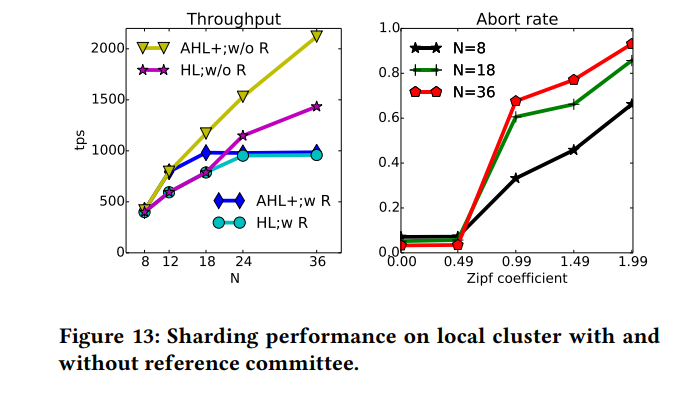 Throughput
AHL+;w/o R
HL;w/o R
AHL+;w R
HL;w R
2000
1500
1000
500
0
tps
8 12 18 24 36
N
Abort rate
N=8
N=18
N=36
1.0
0.8
0.6
0.4
0.2
0.0
0.00 0.49 0.99 1.49 1.99
Zipf coefficient
Figure 13: Sharding performance on local cluster with and
without reference committee.